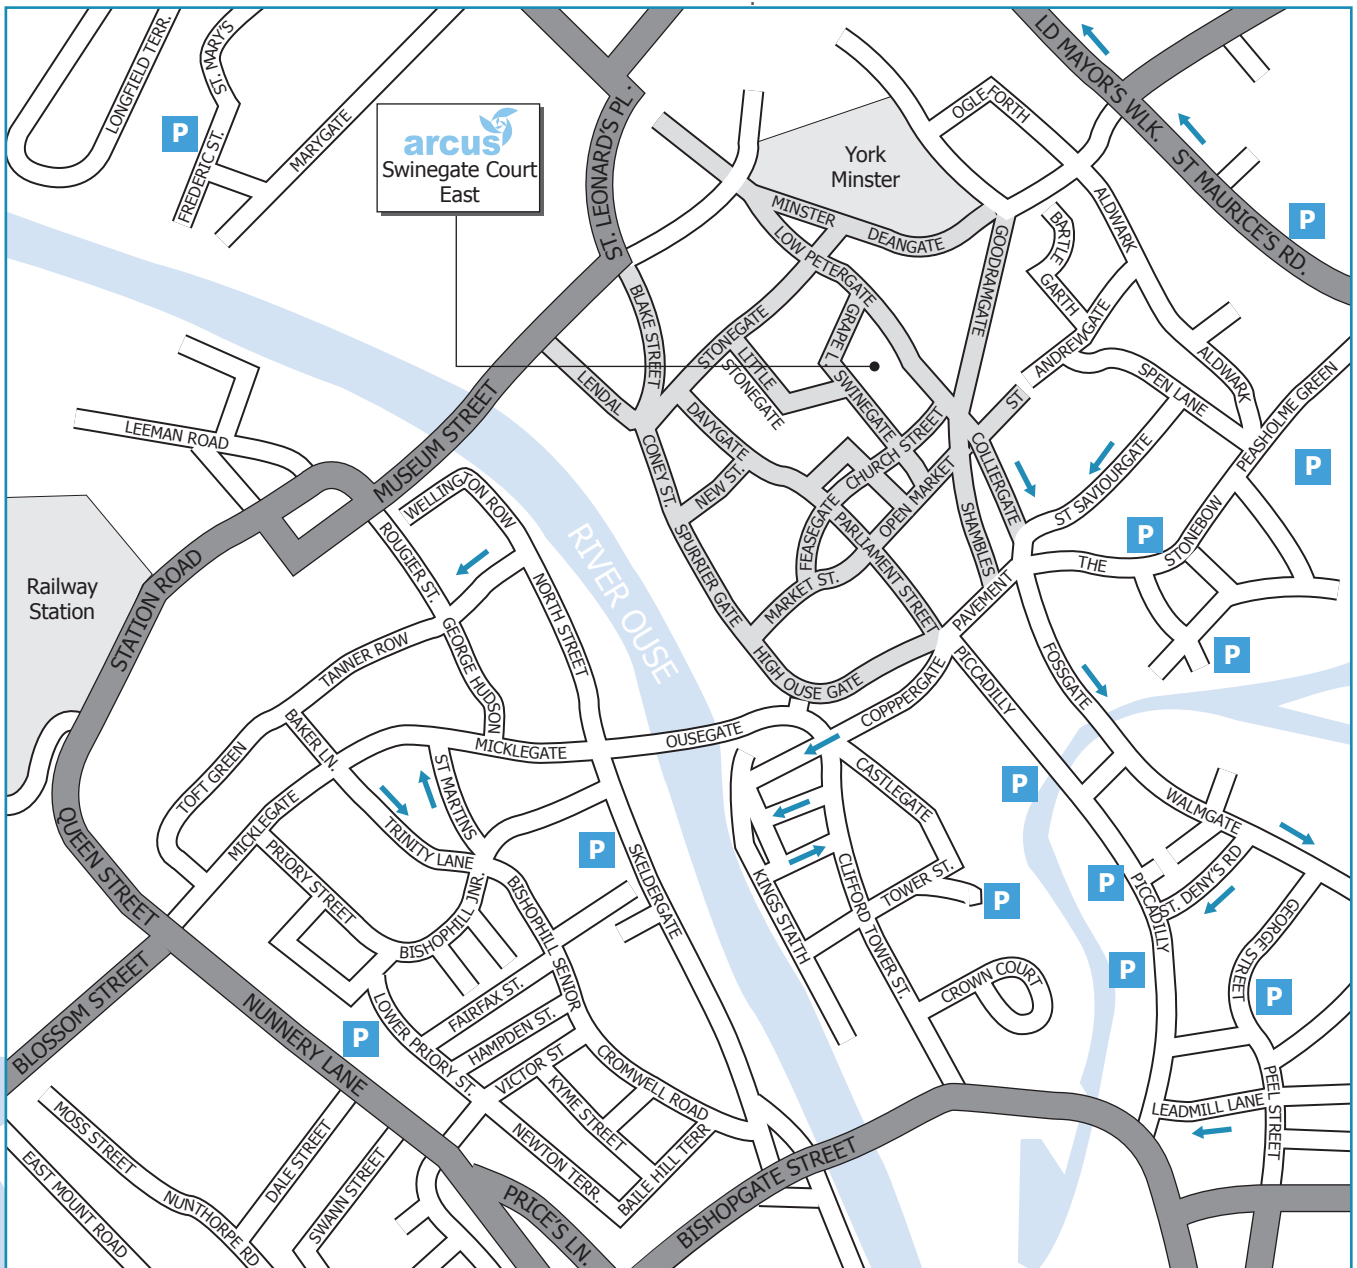 LONGFIELD TERR.
ST. MARY'S
FREDERIC ST.
MARYGATE
P
arcus
Swinegate Court
East
ST. LEONARD'S PL.
York
Minster
OGLEFORTH
LD MAYOR'S WLK.
ST MAURICE'S RD.
P
MINSTER
DEANGATE
LOW PETERGATE
GOODRAMGATE
BARTLE
GARTH
ALDWARK
ANDREWGATE
ALDWARK
SPEN LANE
PEASHOLME GREEN
P
BLAKE STREET
STONEGATE
LITTLE
STONEGATE
GRAPE L.
SWINEGATE
LENDAL
DAVYGATE
CHURCH STREET
ST
COLLIERGATE
ST SAVIOURGATE
CONEY ST.
NEW ST.
FEASEGATE
OPEN MARKET
PARLIAMENT STREET
SHAMBLES
MARKET ST.
SPURRIER GATE
PAVEMENT
THE
STONEBOW
P
P
HIGH OUSE GATE
COPPPERGATE
PICCADILLY
FOSSGATE
LEEMAN ROAD
MUSEUM STREET
WELLINGTON ROW
RIVER OUSE
ROUGIER ST.
Railway
Station
STATION ROAD
NORTH STREET
TANNER ROW
GEORGE HUDSON
BAKER LN.
TOFT GREEN
MICKLEGATE
OUSEGATE
MICKLEGATE
ST MARTINS
TRINITY LANE
QUEEN STREET
PRIORY STREET
BISHOPHILL JNR.
BISHOPHILL SENIOR
P
SKELDERGATE
CASTLEGATE
KINGS STAITH
CLIFFORD
TOWER ST.
TOWER ST.
P
P
P
P
WALMGATE
ST. DENY'S RD
PICCADILLY
GEORGE STREET
P
CROWN COURT
BLOSSOM STREET
NUNNERY LANE
P
LOWER PRIORY ST.
FAIRFAX ST.
HAMPDEN ST.
VICTOR ST
KYME STREET
CROMWELL ROAD
NEWTON TERR.
BAILE HILL TERR
LEADMILL LANE
PEEL STREET
MOSS STREET
EAST MOUNT ROAD
NUNTHORPE RD
DALE STREET
SWANN STREET
PRICE'S LN.
BISHOPGATE STREET